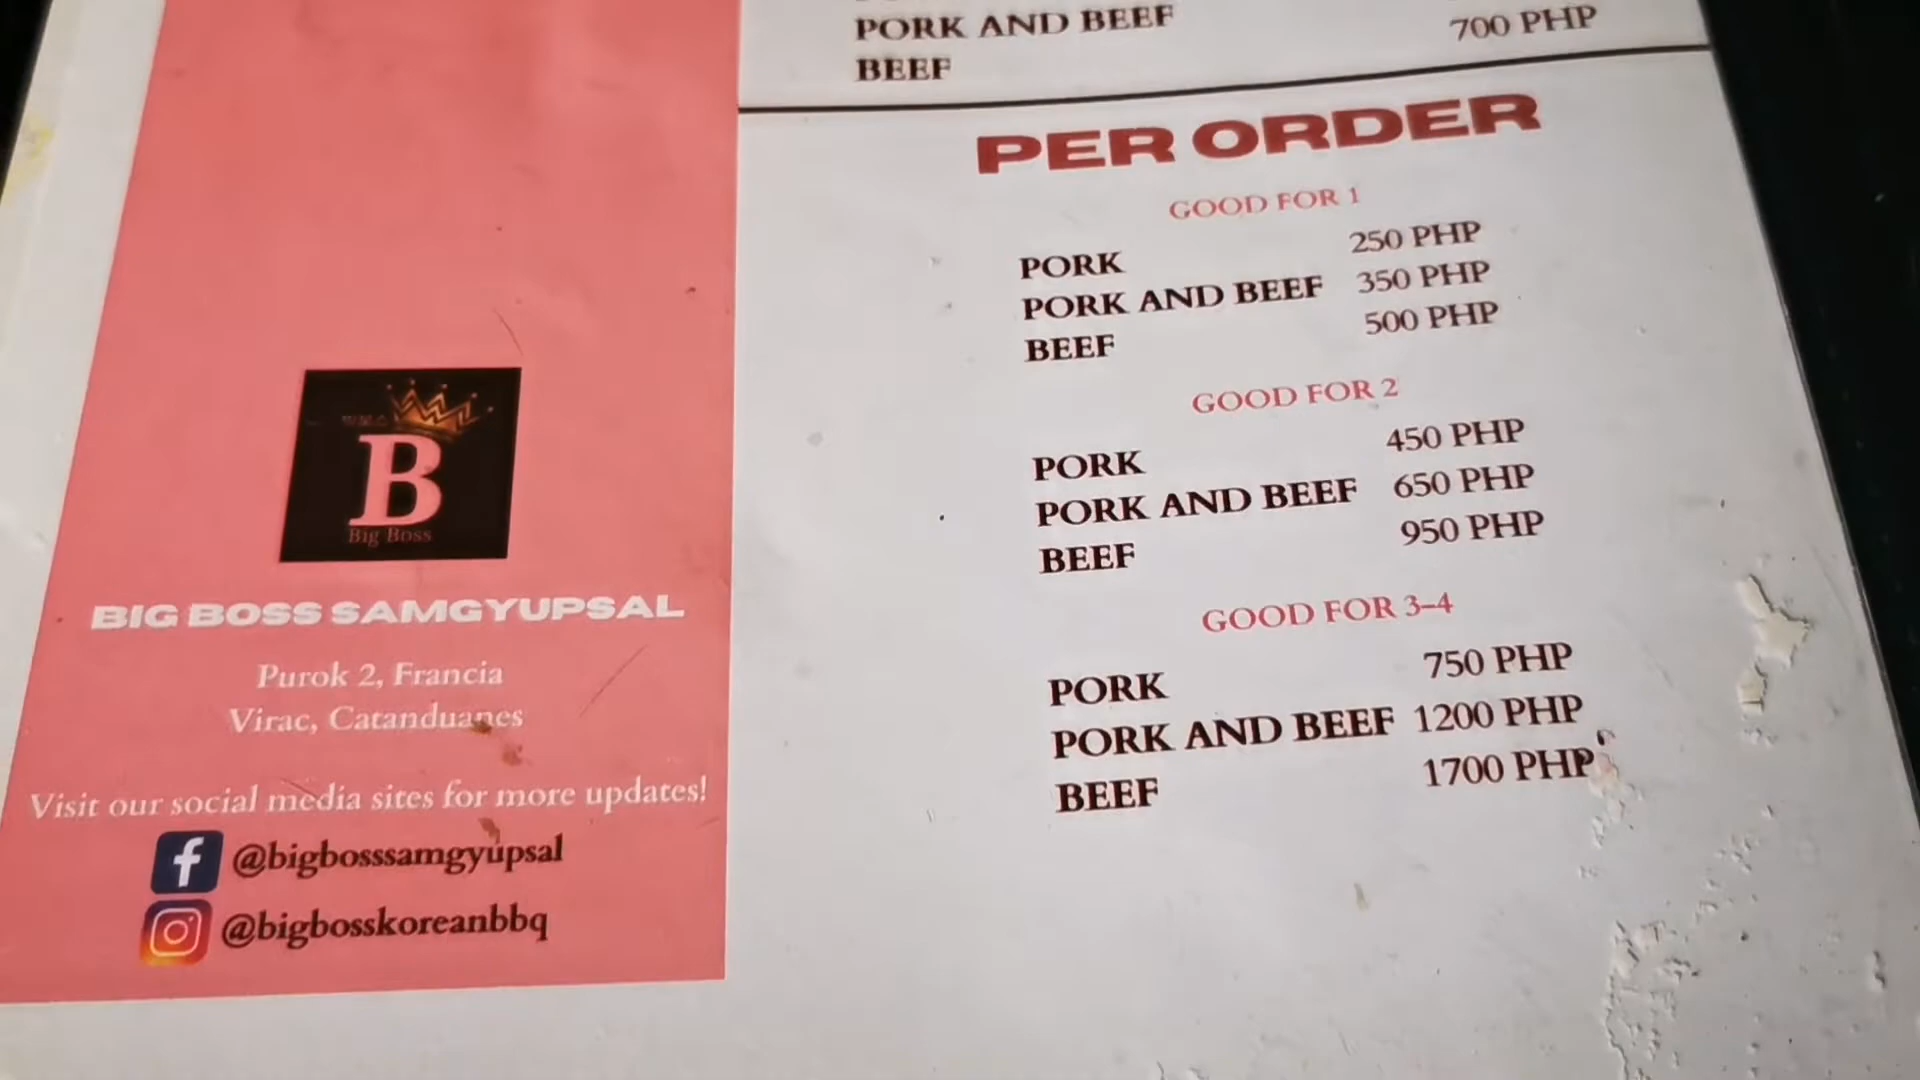 PORK AND BEEF
700 PHP
BEEF
PER ORDER
GOOD FOR 1
PORK 250 PHP
PORK AND BEEF 350 PHP
BEEF 500 PHP
GOOD FOR 2
PORK 450 PHP
PORK AND BEEF 650 PHP
BEEF 950 PHP
GOOD FOR 3-4
PORK 750 PHP
PORK AND BEEF 1200 PHP
BEEF 1700 PHP
B
Big Boss
BIG BOSS SAMGYUPSAL
Purok 2, Francia
Virac, Catanduanes
Visit our social media sites for more updates!
f @bigbosssamgyupsal
@bigbosskoreanbbq